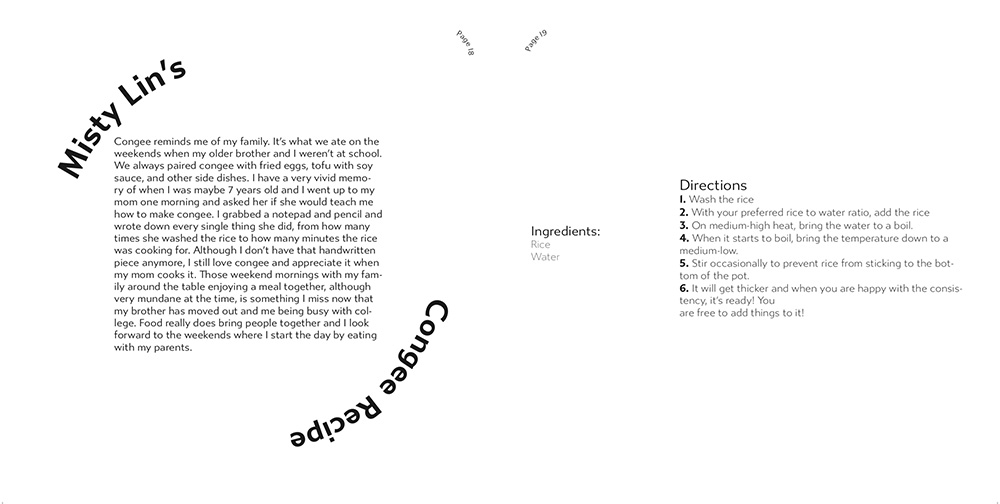 Page 18
Misty Lin's
Congee reminds me of my family. It's what we ate on the
weekends when my older brother and I weren't at school.
We always paired congee with fried eggs, tofu with soy
sauce, and other side dishes. I have a very vivid memo-
ry of when I was maybe 7 years old and I went up to my
mom one morning and asked her if she would teach me
how to make congee. I grabbed a notepad and pencil and
wrote down every single thing she did, from how many
times she washed the rice to how many minutes the rice
was cooking for. Although I don't have that handwritten
piece anymore, I still love congee and appreciate it when
my mom cooks it. Those weekend mornings with my fam-
ily around the table enjoying a meal together, although
very mundane at the time, is something I miss now that
my brother has moved out and me being busy with col-
lege. Food really does bring people together and I look
forward to the weekends where I start the day by eating
with my parents.
Congee Recipe
Page 19
Ingredients:
Rice
Water
Directions
1. Wash the rice
2. With your preferred rice to water ratio, add the rice
3. On medium-high heat, bring the water to a boil.
4. When it starts to boil, bring the temperature down to a
medium-low.
5. Stir occasionally to prevent rice from sticking to the bot-
tom of the pot.
6. It will get thicker and when you are happy with the consis-
tency, it's ready! You
are free to add things to it!